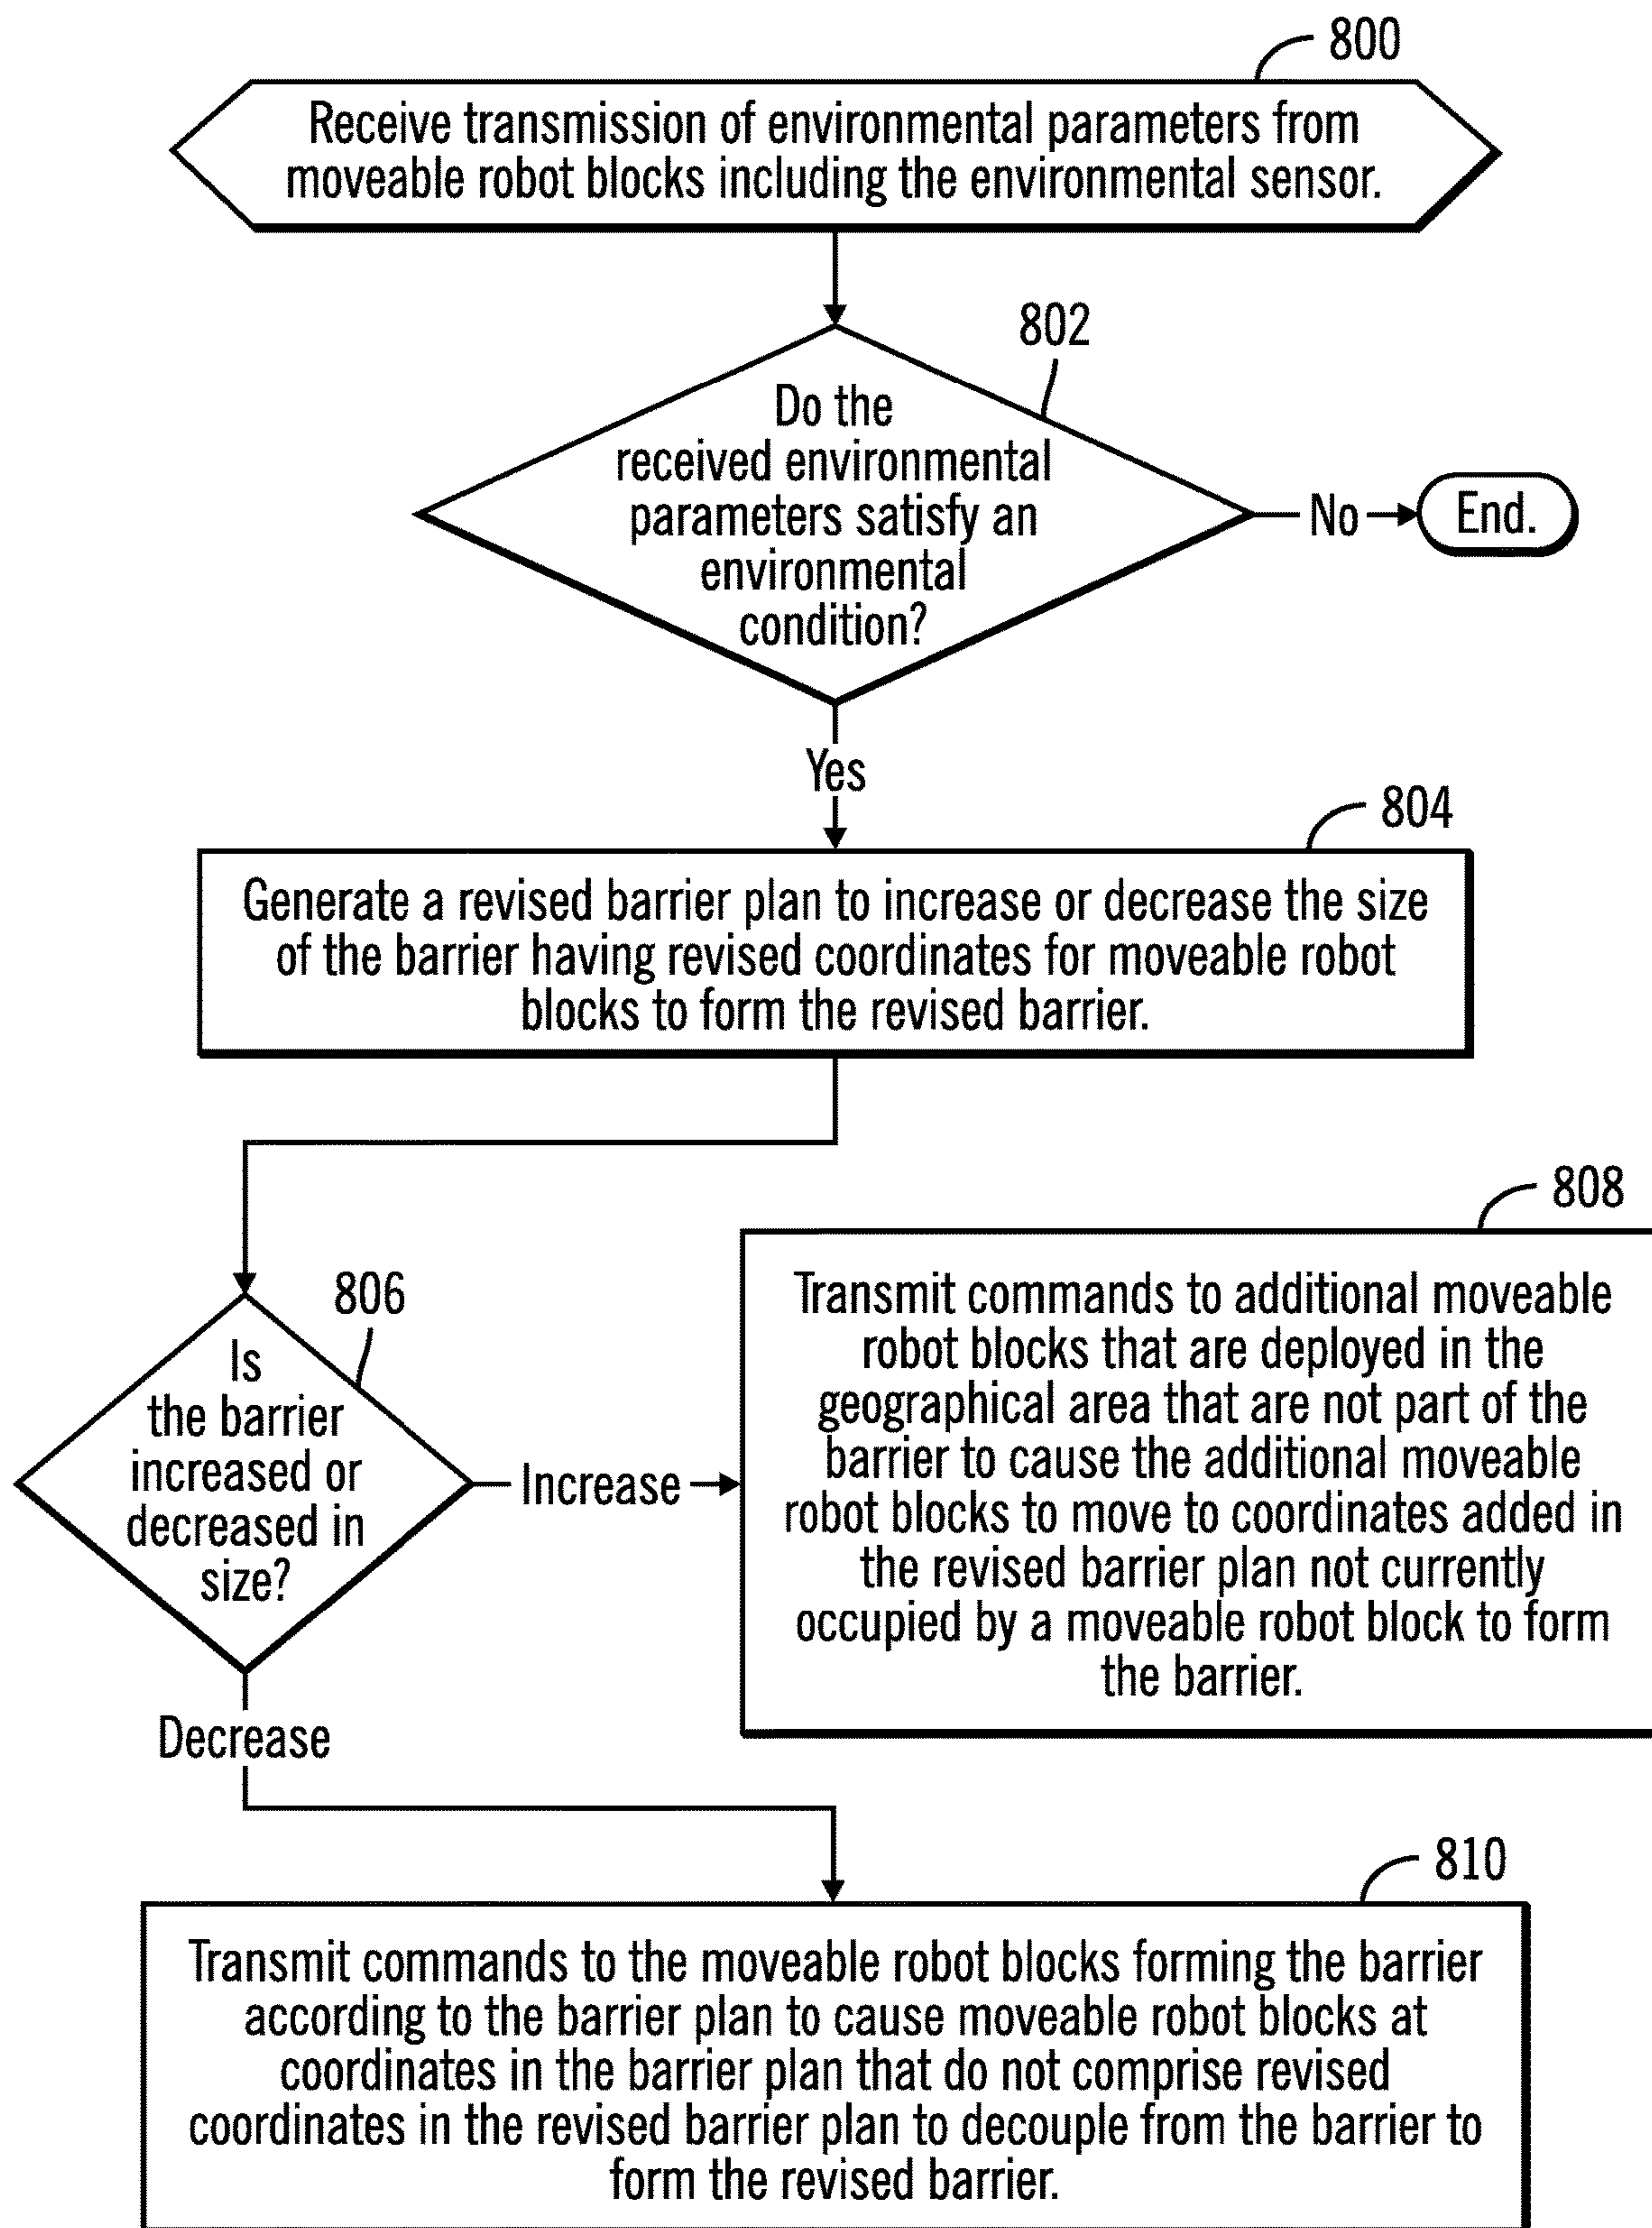 800
Receive transmission of environmental parameters from
moveable robot blocks including the environmental sensor.
802
Do the
received environmental
parameters satisfy an
environmental
condition?
No
End.
Yes
804
Generate a revised barrier plan to increase or decrease the size
of the barrier having revised coordinates for moveable robot
blocks to form the revised barrier.
806
Is
the barrier
increased or
decreased in
size?
Increase
808
Transmit commands to additional moveable
robot blocks that are deployed in the
geographical area that are not part of the
barrier to cause the additional moveable
robot blocks to move to coordinates added in
the revised barrier plan not currently
occupied by a moveable robot block to form
the barrier.
Decrease
810
Transmit commands to the moveable robot blocks forming the barrier
according to the barrier plan to cause moveable robot blocks at
coordinates in the barrier plan that do not comprise revised
coordinates in the revised barrier plan to decouple from the barrier to
form the revised barrier.